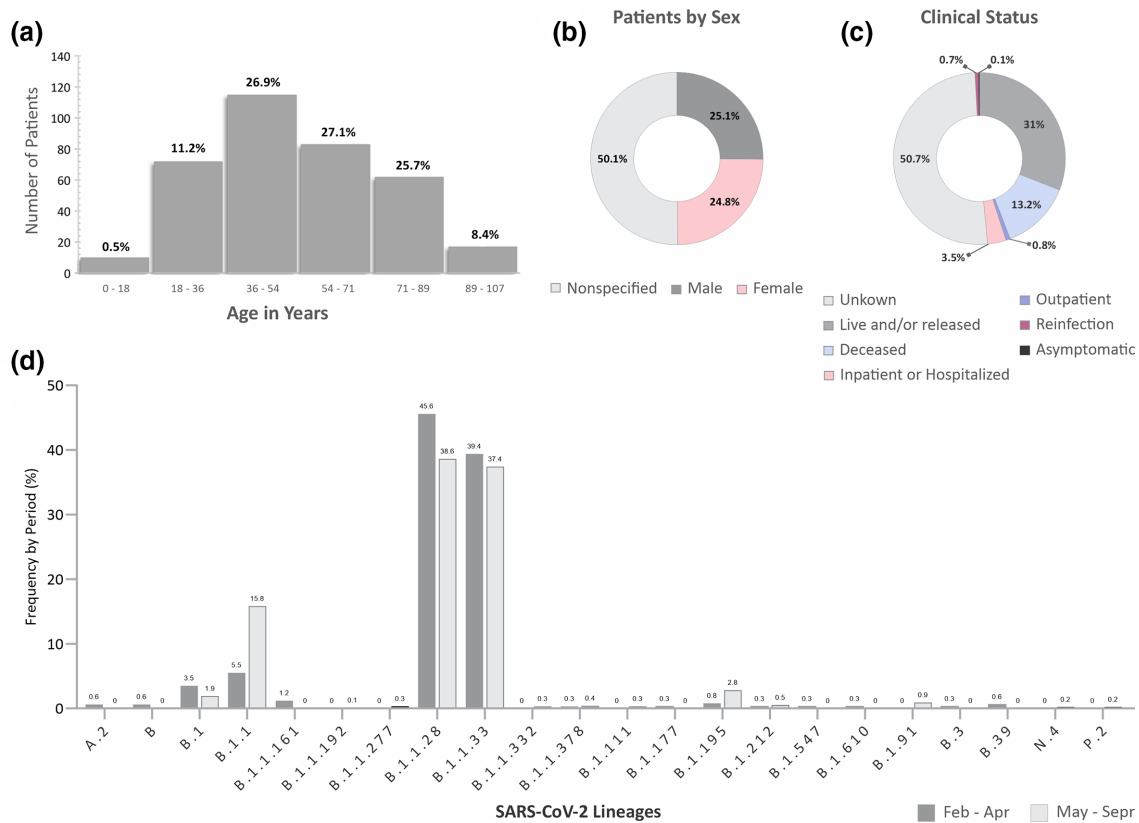 (a)
Number of Patients
140
120
100
80
60
40
20
0
0.5%
11.2%
26.9%
27.1%
25.7%
8.4%
0 - 18
18 - 36
36 - 54
54 - 71
71 - 89
89 - 107
Age in Years
Patients by Sex
(b)
50.1%
25.1%
24.8%
Nonspecified
Male
Female
Clinical Status
(c)
0.7%
0.1%
31%
50.7%
13.2%
0.8%
3.5%
Unkown
Live and/or released
Deceased
Inpatient or Hospitalized
Outpatient
Reinfection
Asymptomatic
(d)
Frequency by Period (%)
50
40
30
20
10
0
0.6 0
0.6 0
3.5 1.9
5.5 15.8
1.2 0
0 0.1
0 0.3
45.6 38.6
39.4 37.4
0 0.3
0.3 0.4
0 0.3
0.3 0
0.8 2.8
0.3 0.5
0.3 0
0.3 0
0 0.9
0.3 0
0.6 0
0 0.2
0 0.2
A.2
B
B.1
B.1.1
B.1.1.161
B.1.1.192
B.1.1.277
B.1.1.28
B.1.1.33
B.1.1.332
B.1.1.378
B.1.111
B.1.177
B.1.195
B.1.212
B.1.547
B.1.610
B.1.91
B.3
B.39
N.4
P.2
SARS-CoV-2 Lineages
Feb - Apr
May - Sepr